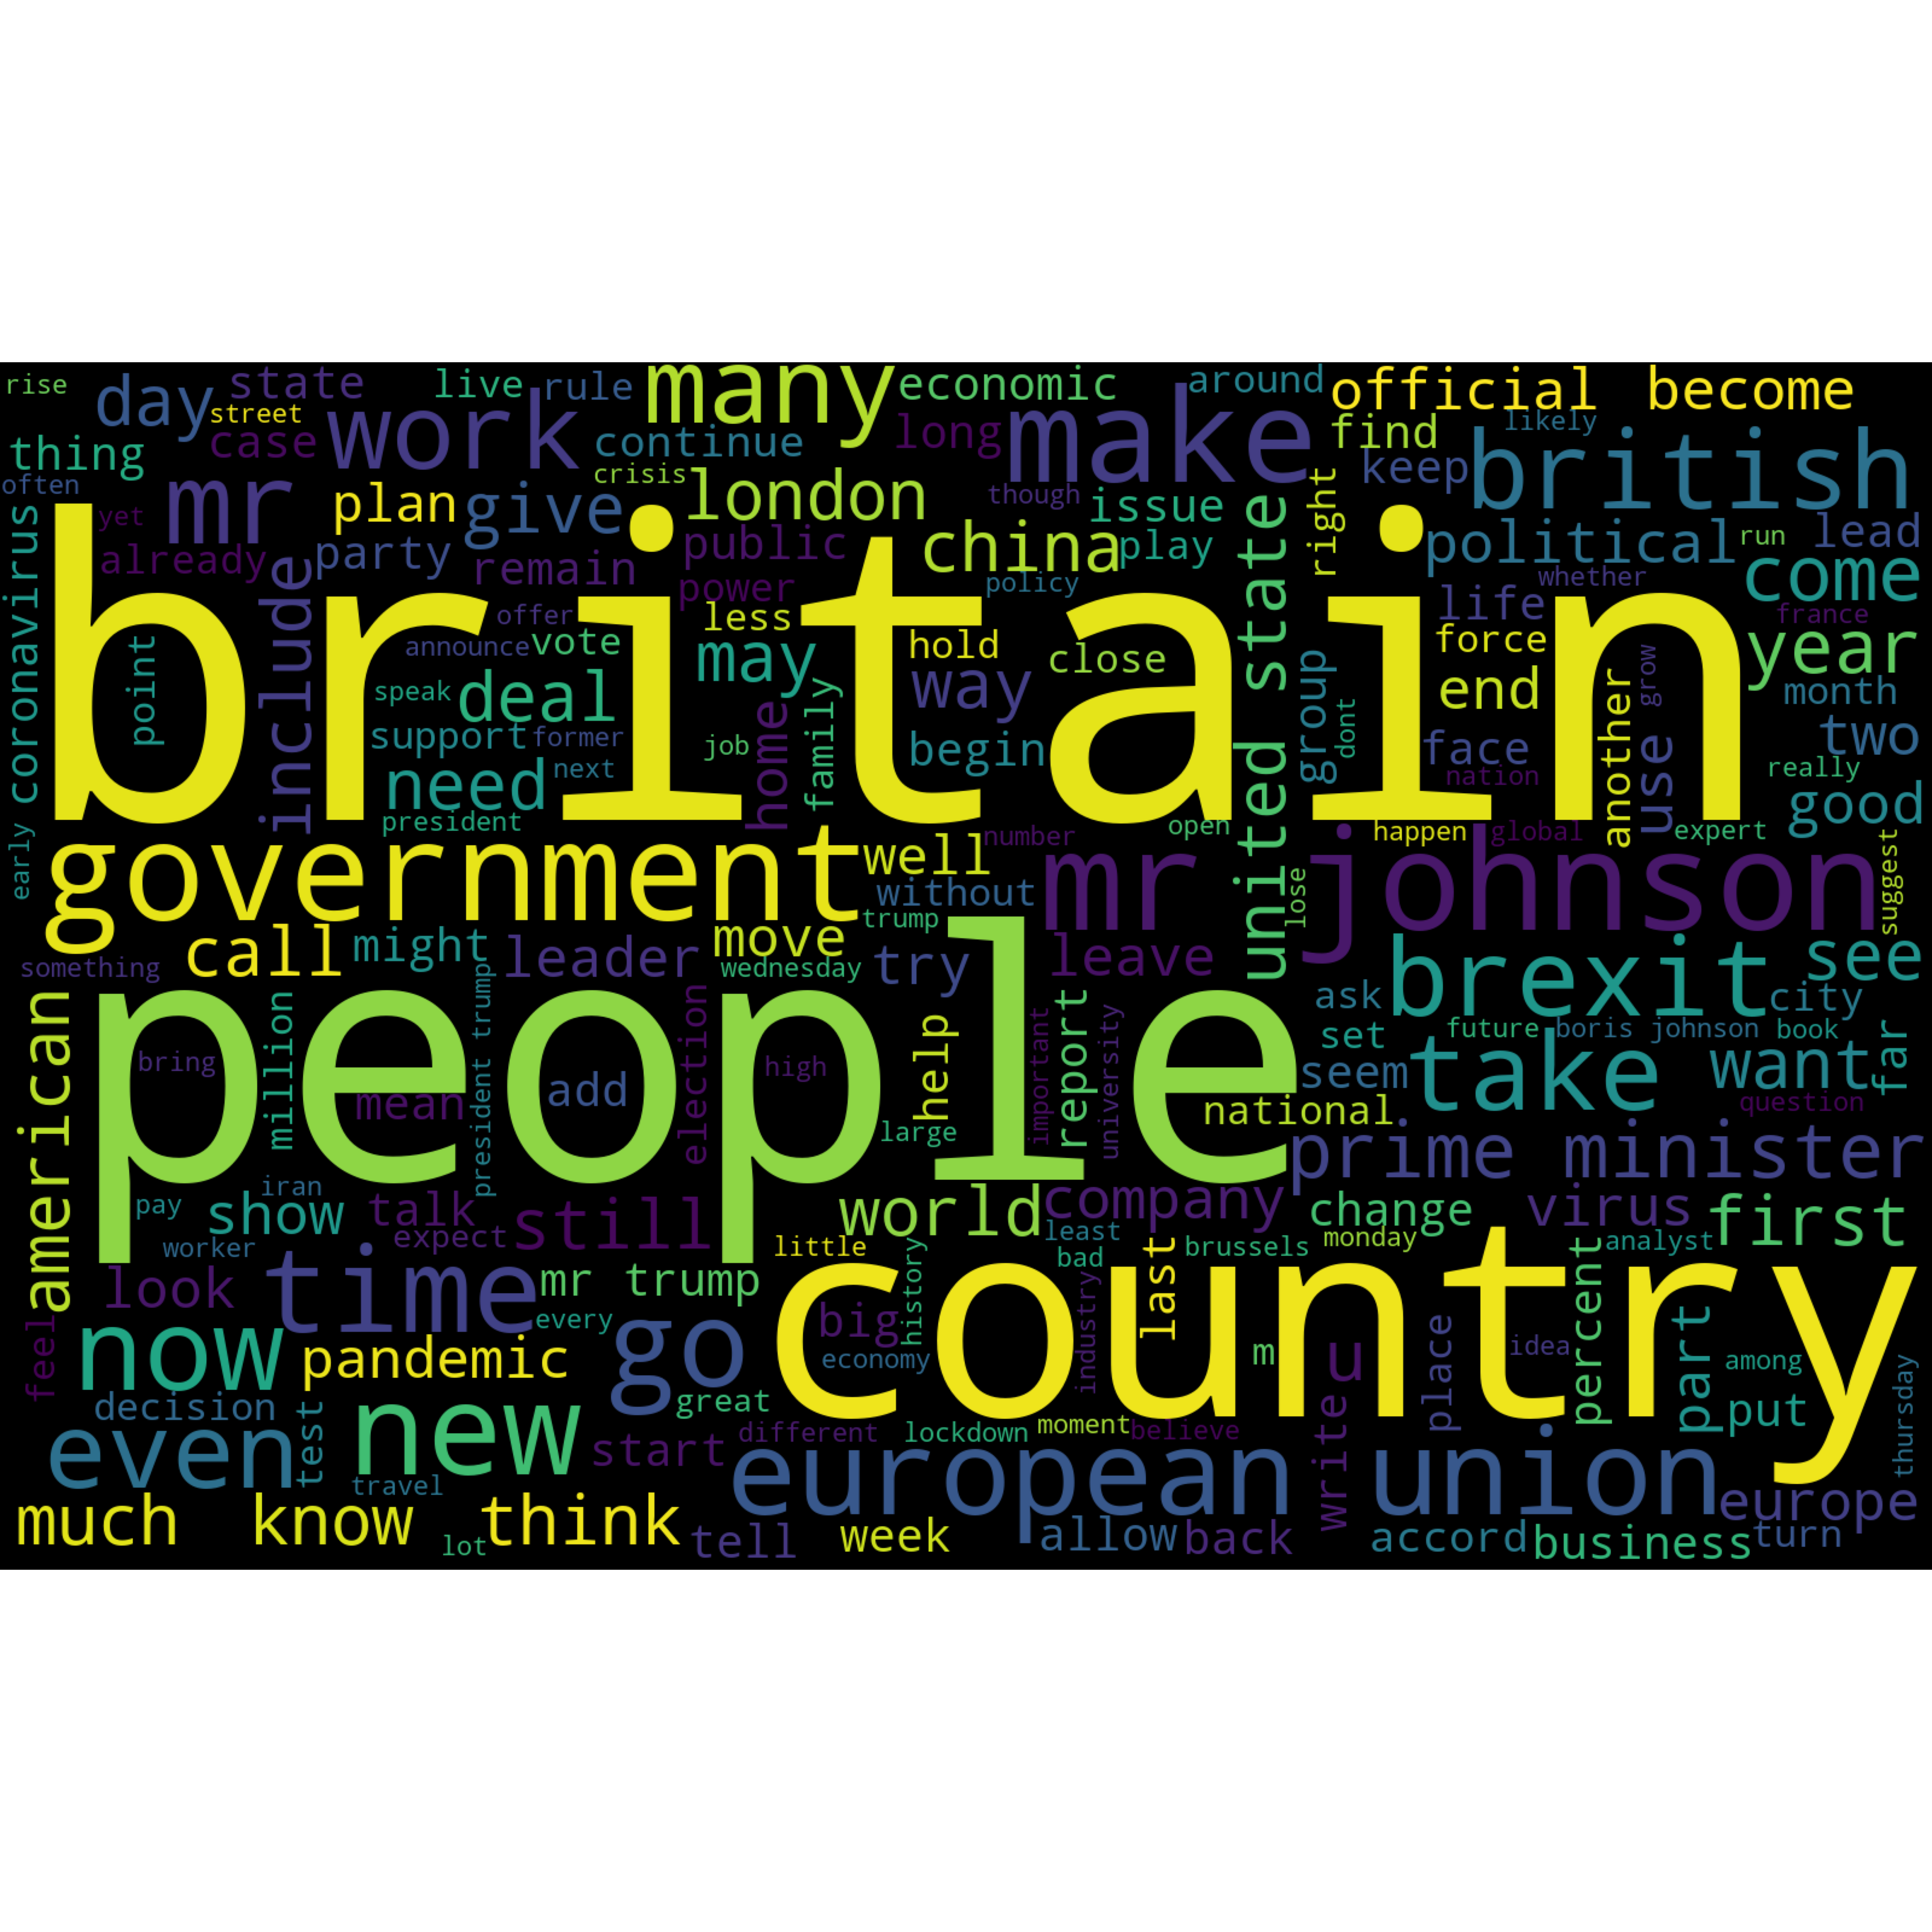 rise
day
state
street
live
rule
many
economic
around
official
become
thing
case
work
continue
long
make
find
likely
british
often
yet
mr
plan
give
crisis
london
though
issue
right
keep
already
party
remain
public
china
play
political
run
lead
coronavirus
include
offer
power
policy
united state
whether
come
britain
point
announce
vote
less
may
hold
way
close
life
force
france
year
speak
deal
family
group
dont
end
another
grow
month
support
former
job
home
begin
face
use
two
need
next
nation
really
good
president
early
government
well
number
open
happen
global
expert
without
mr johnson
lose
suggest
call
might
leader
move
trump
wednesday
try
leave
brexit
see
something
american
people
million
president trump
election
help
report
ask
city
set
future
boris johnson
book
far
bring
mean
add
high
large
important
university
seem
take
want
national
question
pay
iran
show
talk
still
world
company
prime minister
worker
expect
little
least
change
virus
first
bad
brussels
monday
analyst
look
time
mr trump
history
last
percent
country
feel
now
every
go
big
economy
industry
m
u
place
idea
part
among
pandemic
great
put
decision
different
lockdown
moment
believe
thursday
even
test
new
start
european union
write
travel
europe
much
know
lot
think
tell
week
allow
back
accord
business
turn